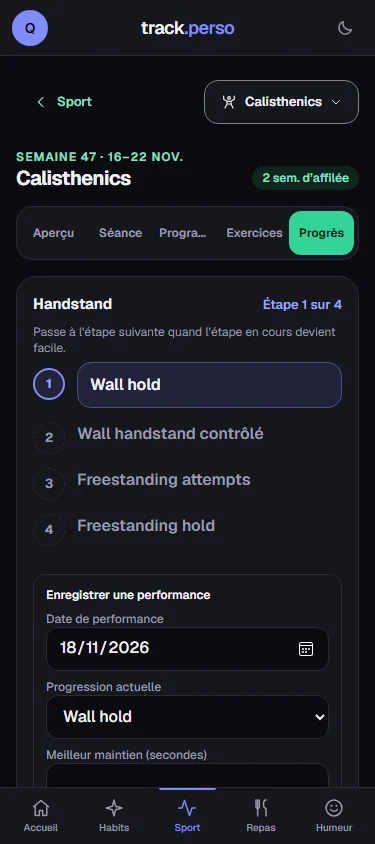 Q
track.perso
Sport
Calisthenics
SEMAINE 47 · 16–22 NOV.
Calisthenics
2 sem. d'affilée
Aperçu
Séance
Progra...
Exercices
Progrès
Handstand
Étape 1 sur 4
Passe à l'étape suivante quand l'étape en cours devient
facile.
1
Wall hold
2
Wall handstand contrôlé
3
Freestanding attempts
4
Freestanding hold
Enregistrer une performance
Date de performance
18/11/2026
Progression actuelle
Wall hold
Meilleur maintien (secondes)
Accueil
Habits
Sport
Repas
Humeur